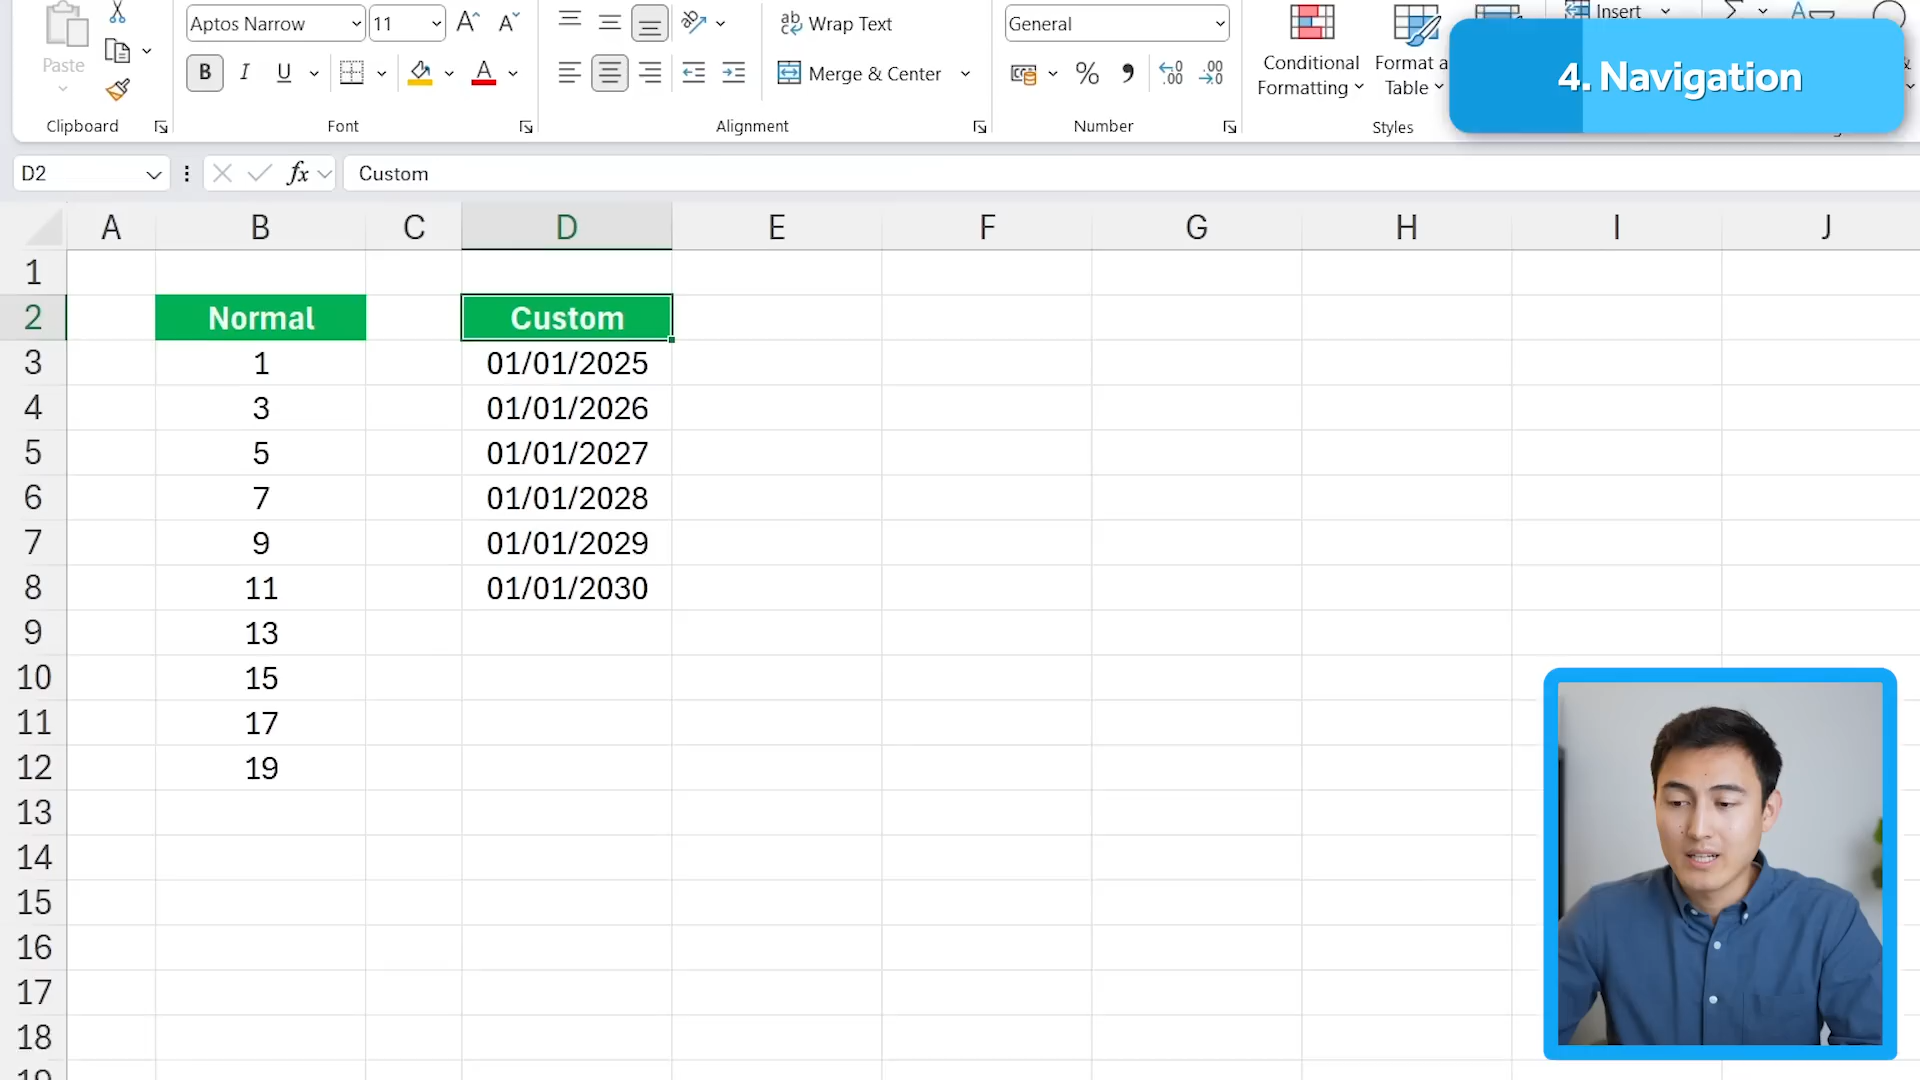 Aptos Narrow 11 ab Wrap Text General Insert
Paste B I U Merge & Center % Conditional Formatting Format a Table
Clipboard Font Alignment Number Styles
4. Navigation
D2 fx Custom
A B C D E F G H I J
1
2 Normal Custom
3 1 01/01/2025
4 3 01/01/2026
5 5 01/01/2027
6 7 01/01/2028
7 9 01/01/2029
8 11 01/01/2030
9 13
10 15
11 17
12 19
13
14
15
16
17
18